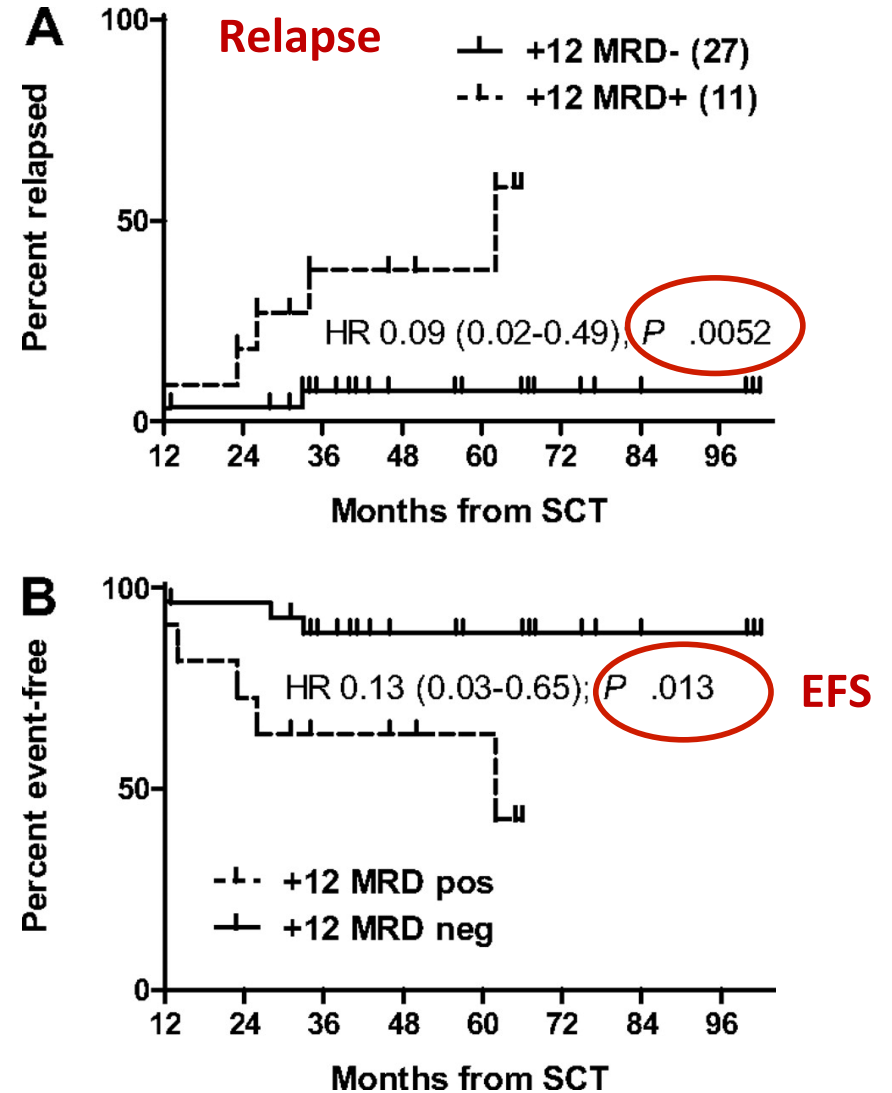 A
Relapse
100
+12 MRD- (27)
+12 MRD+ (11)
Percent relapsed
50
HR 0.09 (0.02-0.49); P .0052
0
12 24 36 48 60 72 84 96
Months from SCT
B
100
Percent event-free
HR 0.13 (0.03-0.65); P .013
EFS
50
+12 MRD pos
+12 MRD neg
0
12 24 36 48 60 72 84 96
Months from SCT